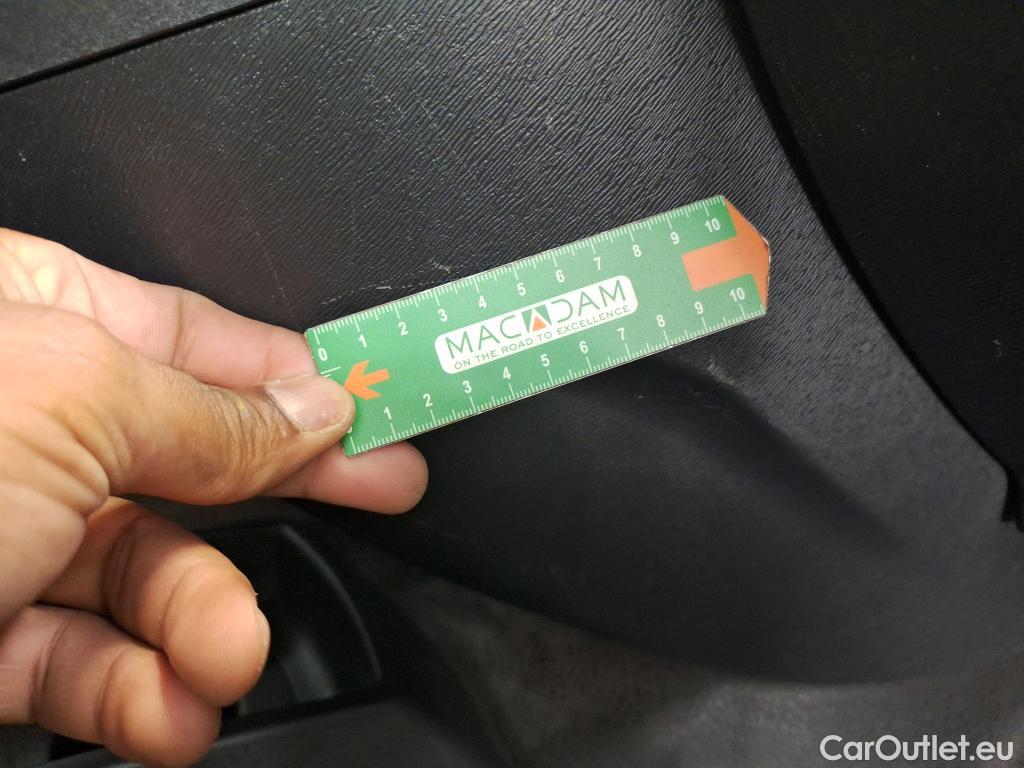 0 1 2 3 4 5 6 7 8 9 10
MACADAM
ON THE ROAD TO EXCELLENCE
1 2 3 4 5 6 7 8 9 10
CarOutlet.eu